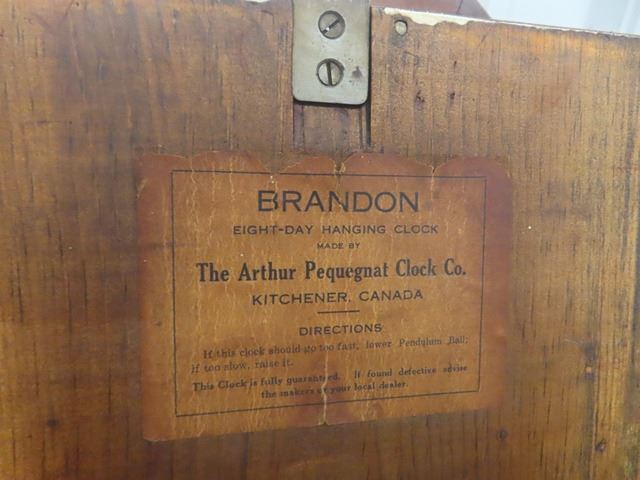 BRANDON
EIGHT-DAY HANGING CLOCK
MADE BY
The Arthur Pequegnat Clock Co.
KITCHENER, CANADA
DIRECTIONS
If this clock should go too fast, lower Pendulum Ball;
If too slow, raise it.
This Clock is fully guaranteed. If found defective advise
the makers or your local dealer.